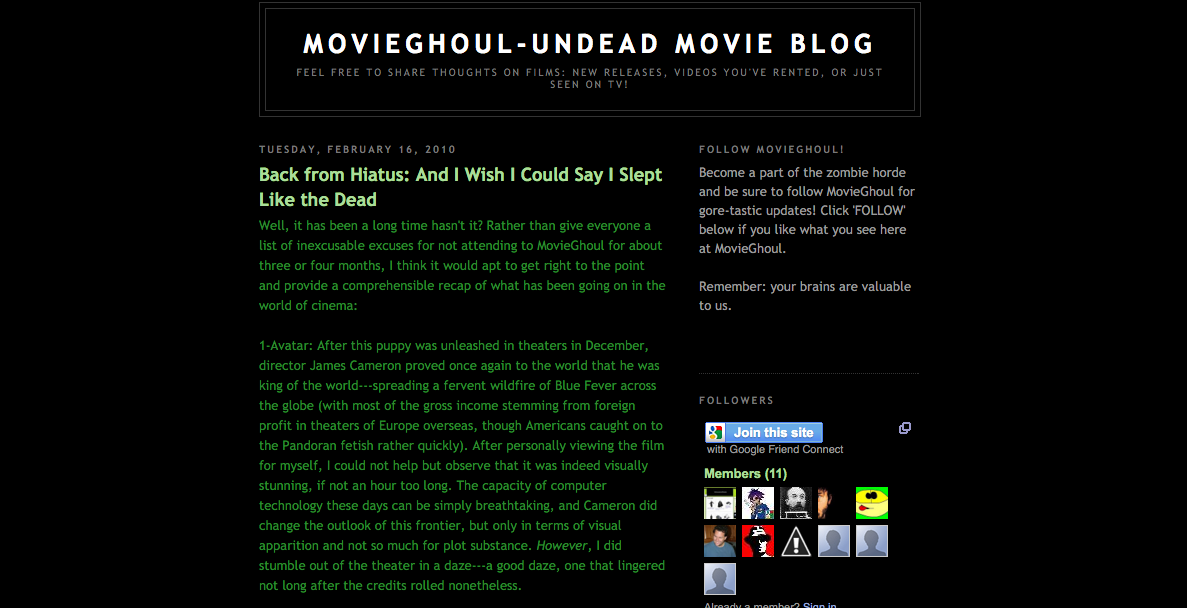 MOVIEGHOUL-UNDEAD MOVIE BLOG
FEEL FREE TO SHARE THOUGHTS ON FILMS: NEW RELEASES, VIDEOS YOU'VE RENTED, OR JUST
SEEN ON TV!
TUESDAY, FEBRUARY 16, 2010
Back from Hiatus: And I Wish I Could Say I Slept
Like the Dead
Well, it has been a long time hasn't it? Rather than give everyone a
list of inexcusable excuses for not attending to MovieGhoul for about
three or four months, I think it would apt to get right to the point
and provide a comprehensible recap of what has been going on in the
world of cinema:
1-Avatar: After this puppy was unleashed in theaters in December,
director James Cameron proved once again to the world that he was
king of the world---spreading a fervent wildfire of Blue Fever across
the globe (with most of the gross income stemming from foreign
profit in theaters of Europe overseas, though Americans caught on to
the Pandoran fetish rather quickly). After personally viewing the film
for myself, I could not help but observe that it was indeed visually
stunning, if not an hour too long. The capacity of computer
technology these days can be simply breathtaking, and Cameron did
change the outlook of this frontier, but only in terms of visual
apparition and not so much for plot substance. However, I did
stumble out of the theater in a daze---a good daze, one that lingered
not long after the credits rolled nonetheless.
FOLLOW MOVIEGHOUL!
Become a part of the zombie horde
and be sure to follow MovieGhoul for
gore-tastic updates! Click 'FOLLOW'
below if you like what you see here
at MovieGhoul.
Remember: your brains are valuable
to us.
FOLLOWERS
Join this site
with Google Friend Connect
Members (11)
Already a member? Sign in